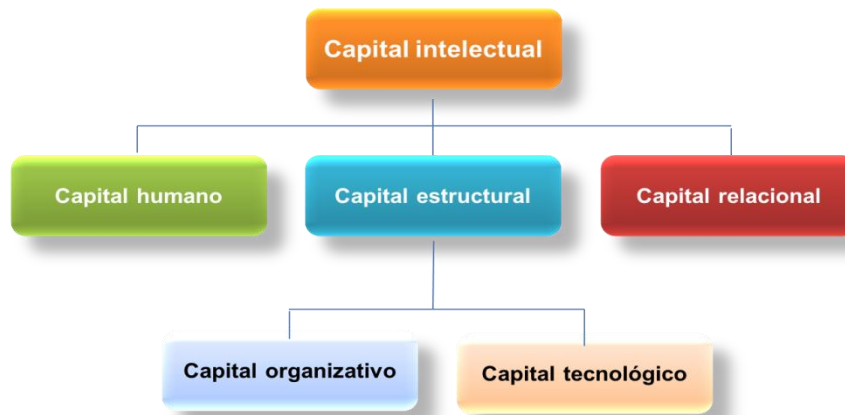 Capital intelectual
Capital humano
Capital estructural
Capital relacional
Capital organizativo
Capital tecnológico